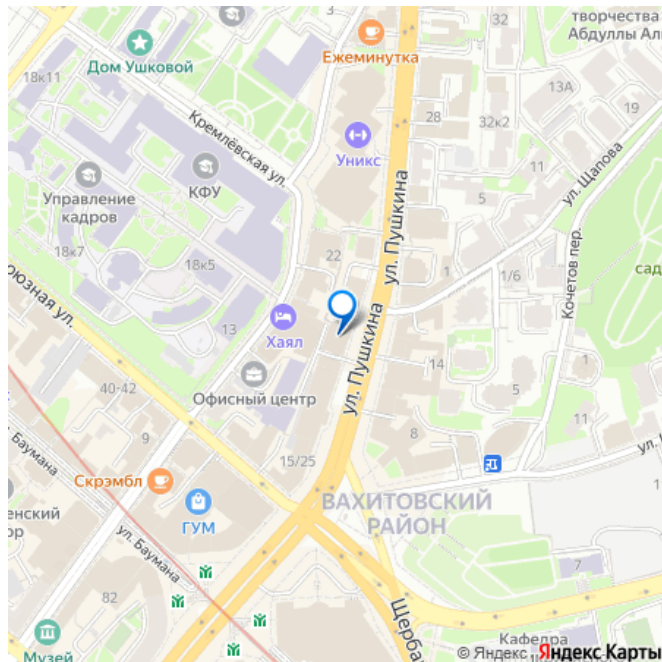 творчества
Абдуллы Али
32
Ежеминутка
18к11
Дом Ушковой
13А
19
28
32к2
Кремлёвская ул.
Уникс
11
ул. Щапова
КФУ
Управление
кадров
5
ул. Пушкина
Кочетов пер.
18к7
18к5
22
1
1/6
сад
13
Хаял
ул. Пушкина
14
1
40-42
Офисный центр
5
11
9
8
ул. Баумана
15/25
Скрэмбл
1
ГУМ
ВАХИТОВСКИЙ
РАЙОН
ул. Баумана
7
82
Щерба
Музей
Кафедра
© Яндекс Яндекс Карты